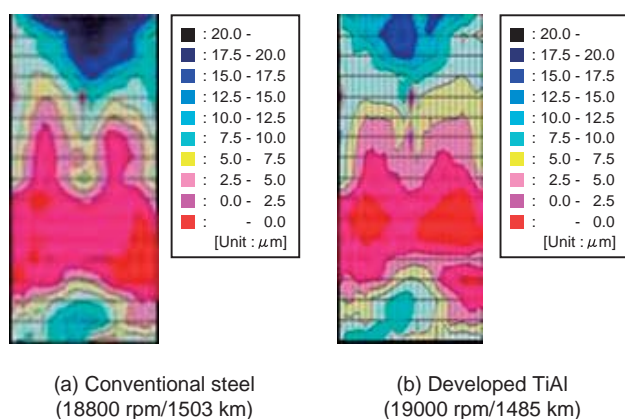 : 20.0 -
: 17.5 - 20.0
: 15.0 - 17.5
: 12.5 - 15.0
: 10.0 - 12.5
: 7.5 - 10.0
: 5.0 - 7.5
: 2.5 - 5.0
: 0.0 - 2.5
: - 0.0
[Unit : μm]
: 20.0 -
: 17.5 - 20.0
: 15.0 - 17.5
: 12.5 - 15.0
: 10.0 - 12.5
: 7.5 - 10.0
: 5.0 - 7.5
: 2.5 - 5.0
: 0.0 - 2.5
: - 0.0
[Unit : μm]
(a) Conventional steel
(18800 rpm/1503 km)
(b) Developed TiAl
(19000 rpm/1485 km)